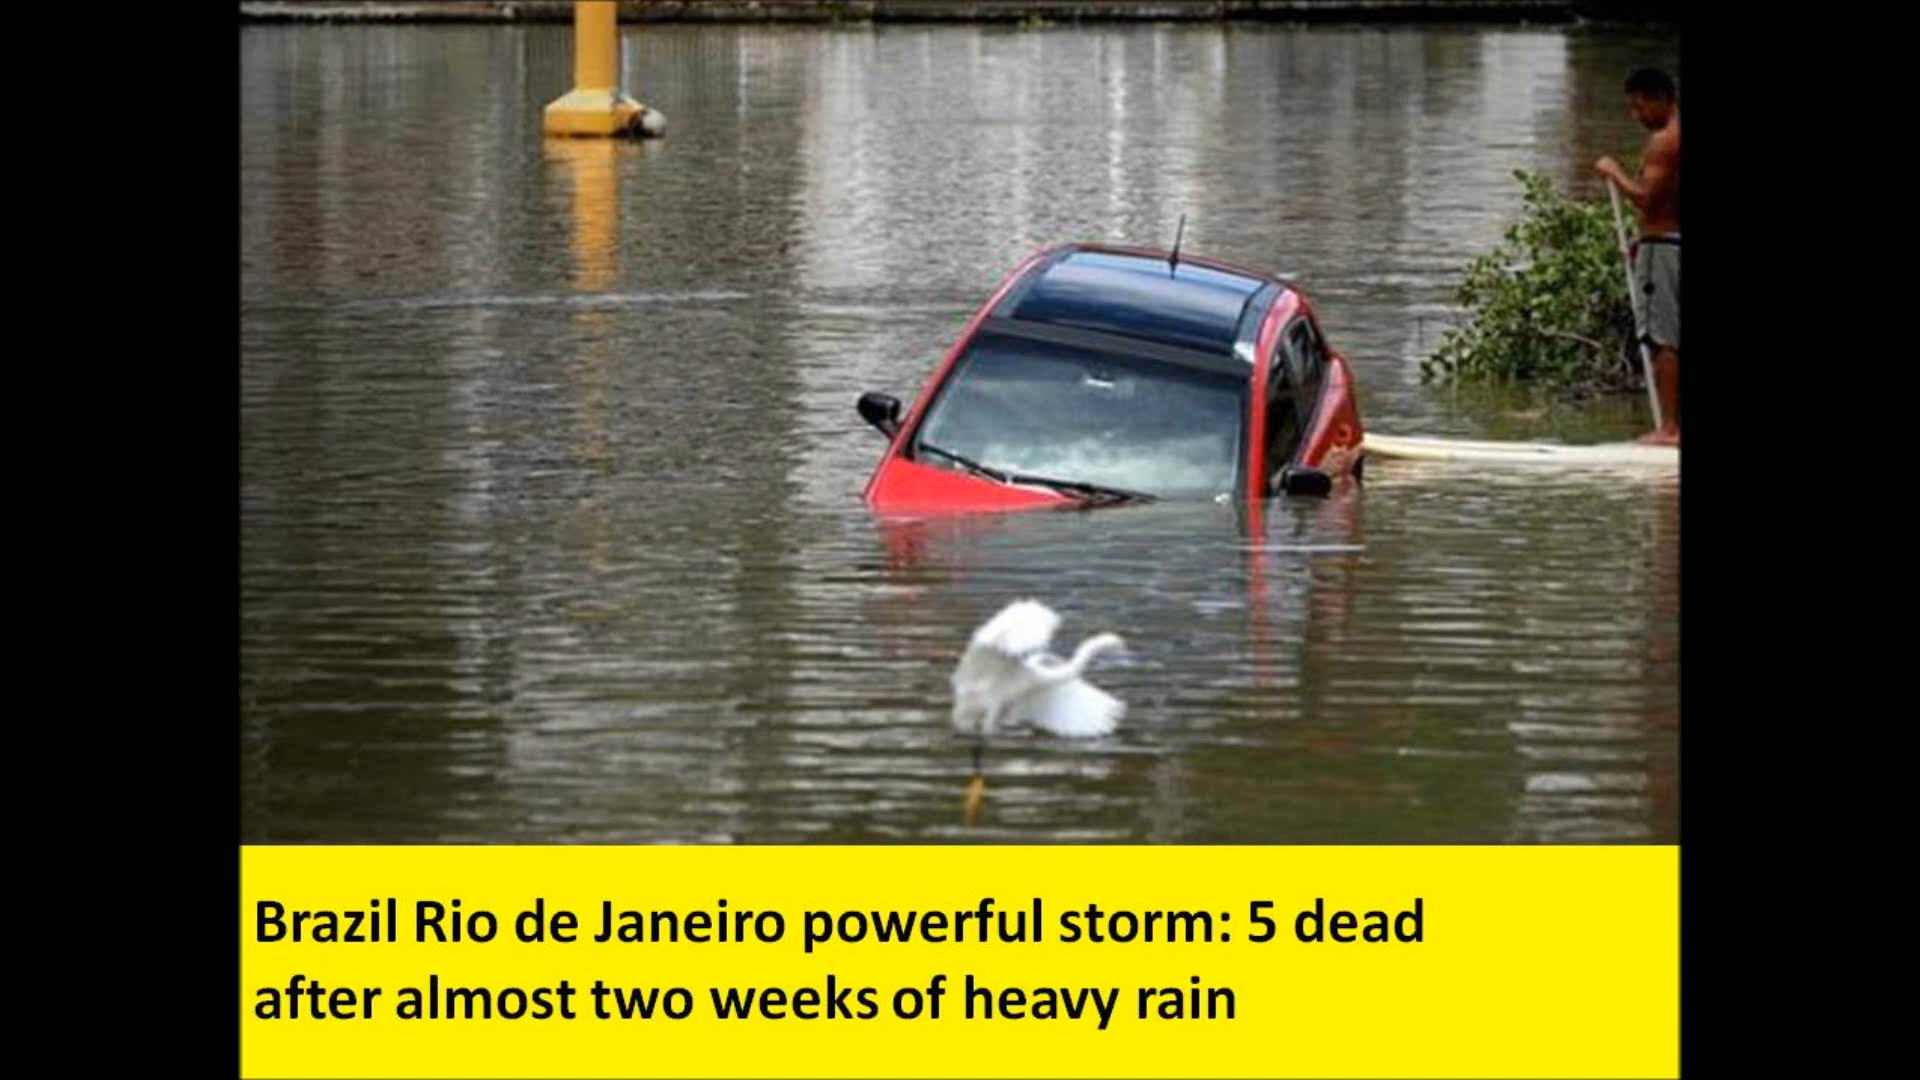 Brazil Rio de Janeiro powerful storm: 5 dead
after almost two weeks of heavy rain